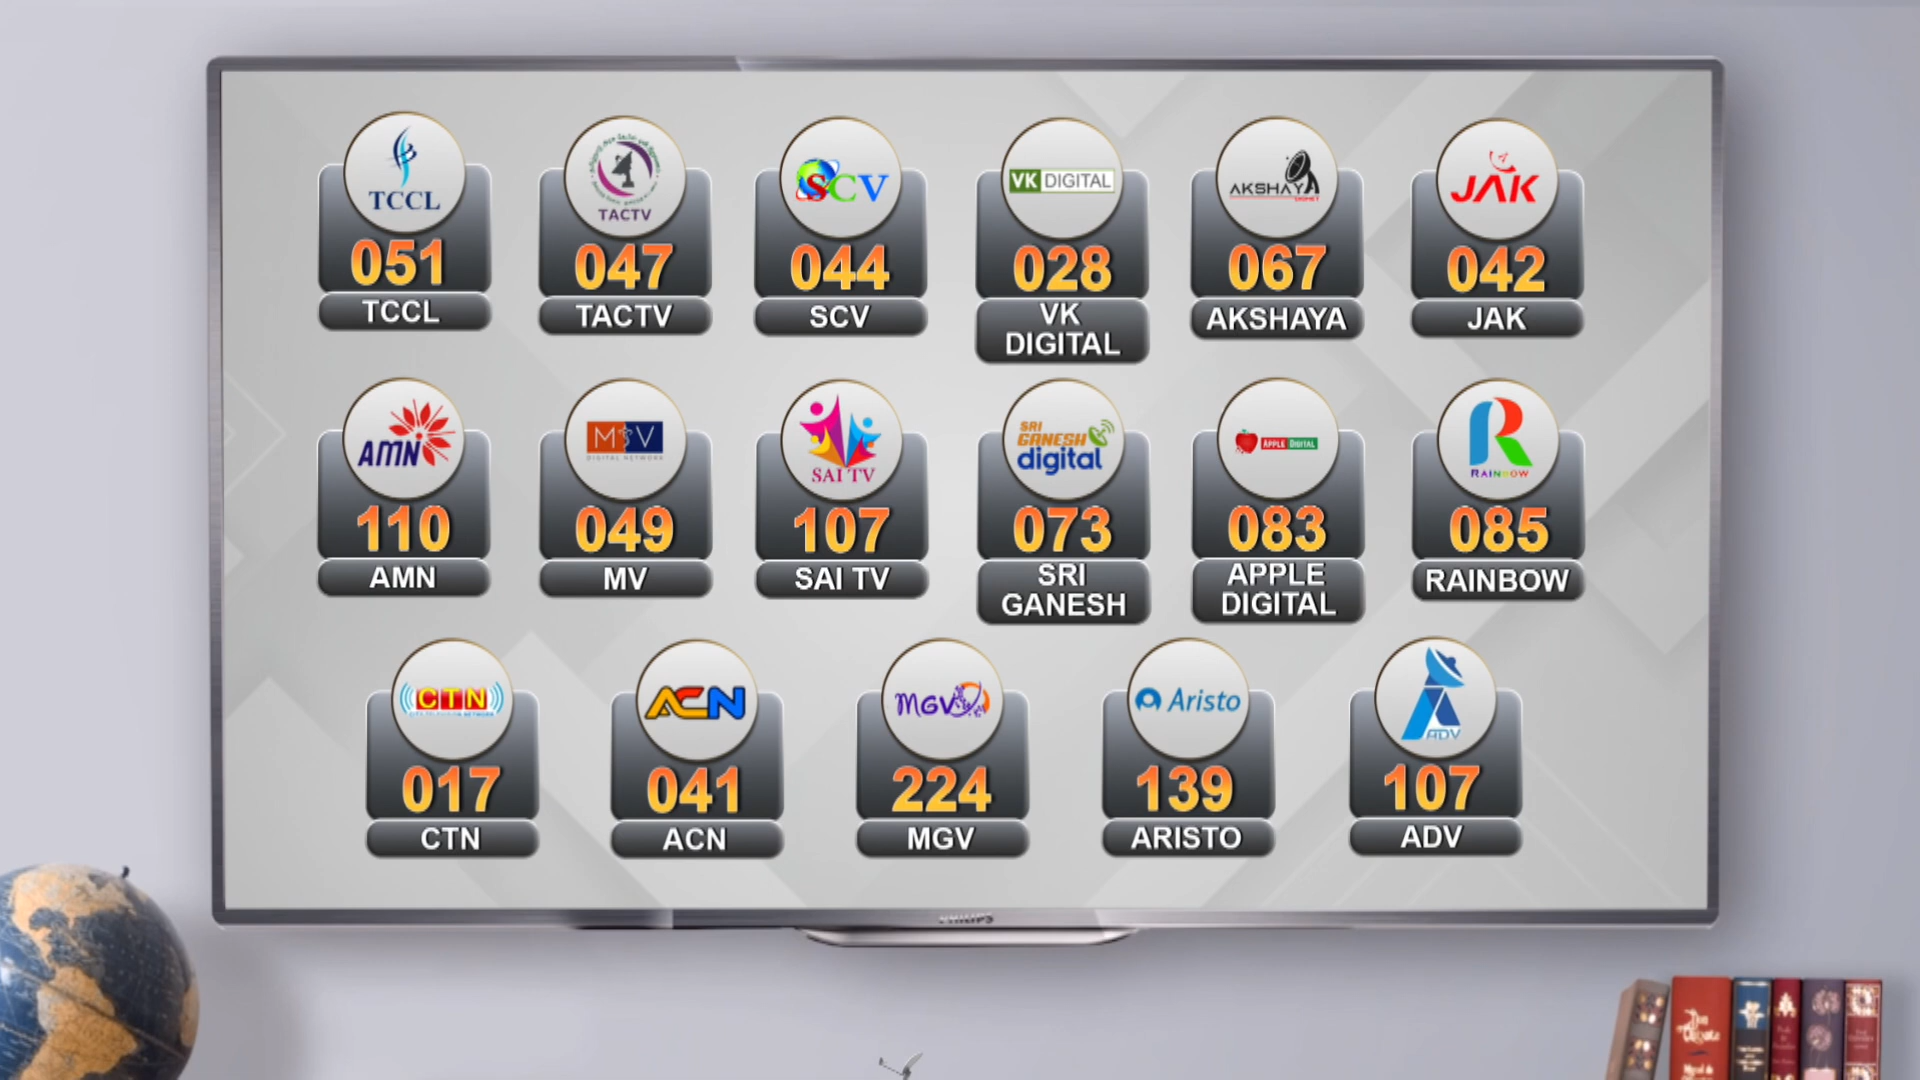 TCCL
051
TCCL
TACTV
047
TACTV
SCV
044
SCV
VK DIGITAL
028
VK
DIGITAL
AKSHAYA
067
AKSHAYA
JAK
042
JAK
AMN
110
AMN
MV
DIGITAL NETWORK
049
MV
SAI TV
107
SAI TV
SRI
GANESH
digital
073
SRI
GANESH
APPLE DIGITAL
083
APPLE
DIGITAL
RAINBOW
085
RAINBOW
CTN
017
CTN
ACN
041
ACN
MGV
224
MGV
Aristo
139
ARISTO
ADV
107
ADV
PHILIPS